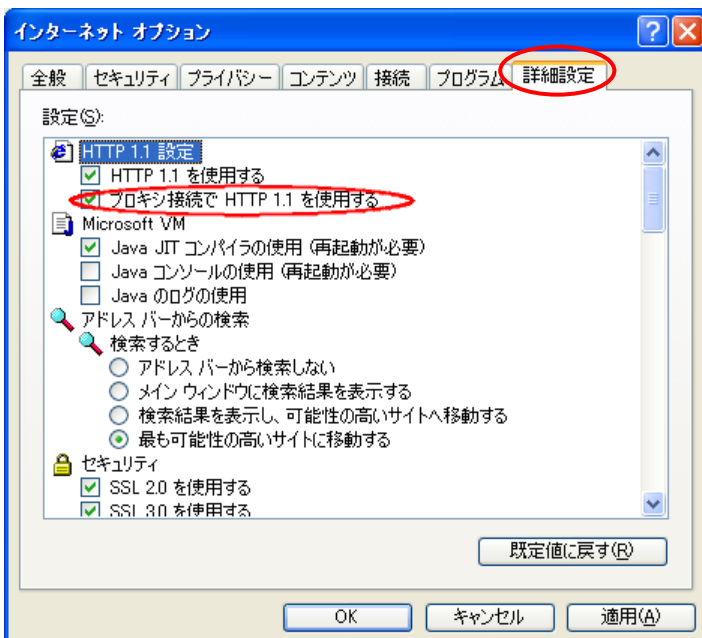 インターネット オプション
全般 セキュリティ プライバシー コンテンツ 接続 プログラム 詳細設定
設定(S):
HTTP 1.1 設定
HTTP 1.1 を使用する
プロキシ接続で HTTP 1.1 を使用する
Microsoft VM
Java JIT コンパイラの使用 (再起動が必要)
Java コンソールの使用 (再起動が必要)
Java のログの使用
アドレス バーからの検索
検索するとき
アドレス バーから検索しない
メイン ウィンドウに検索結果を表示する
検索結果を表示し、可能性の高いサイトへ移動する
最も可能性の高いサイトに移動する
セキュリティ
SSL 2.0 を使用する
SSL 3.0 を使用する
既定値に戻す(R)
OK キャンセル 適用(A)